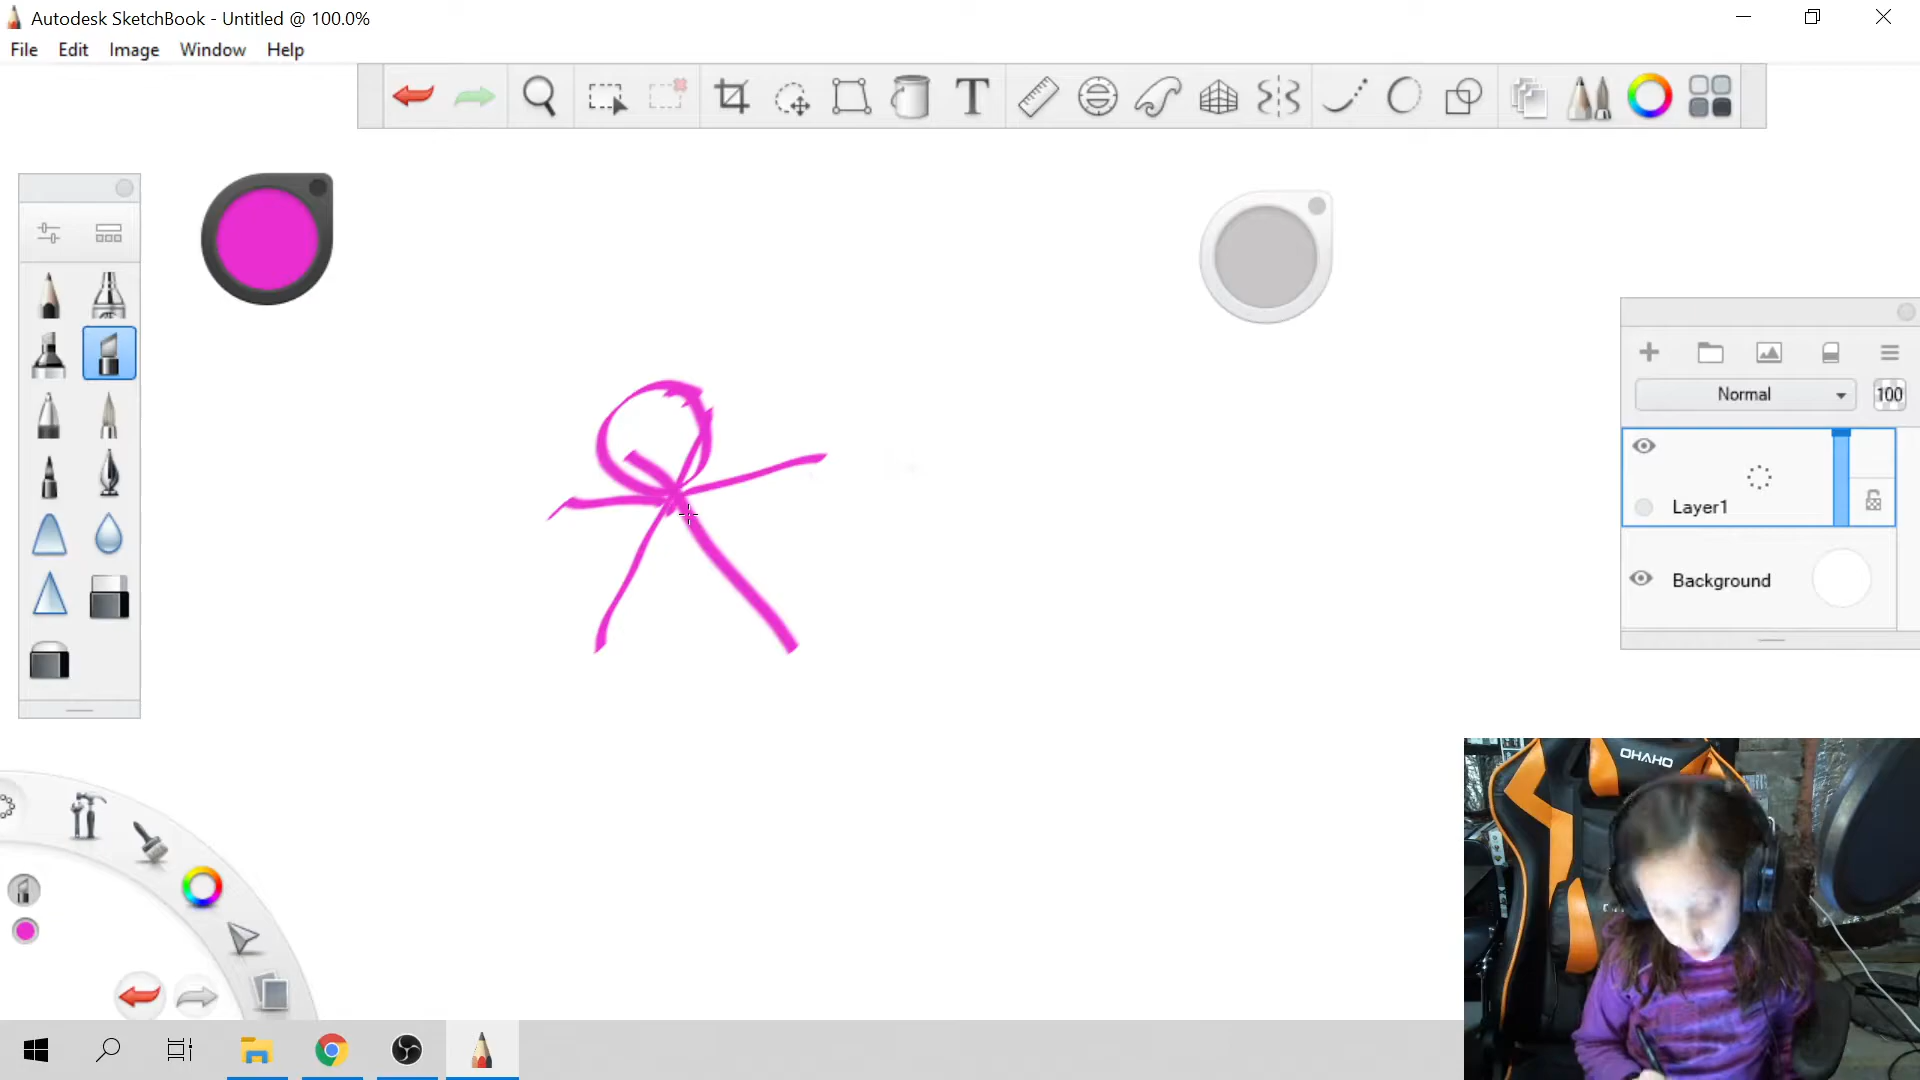 Autodesk SketchBook - Untitled @ 100.0%
File Edit Image Window Help
T
Normal 100
Layer1
Background
OHAHO